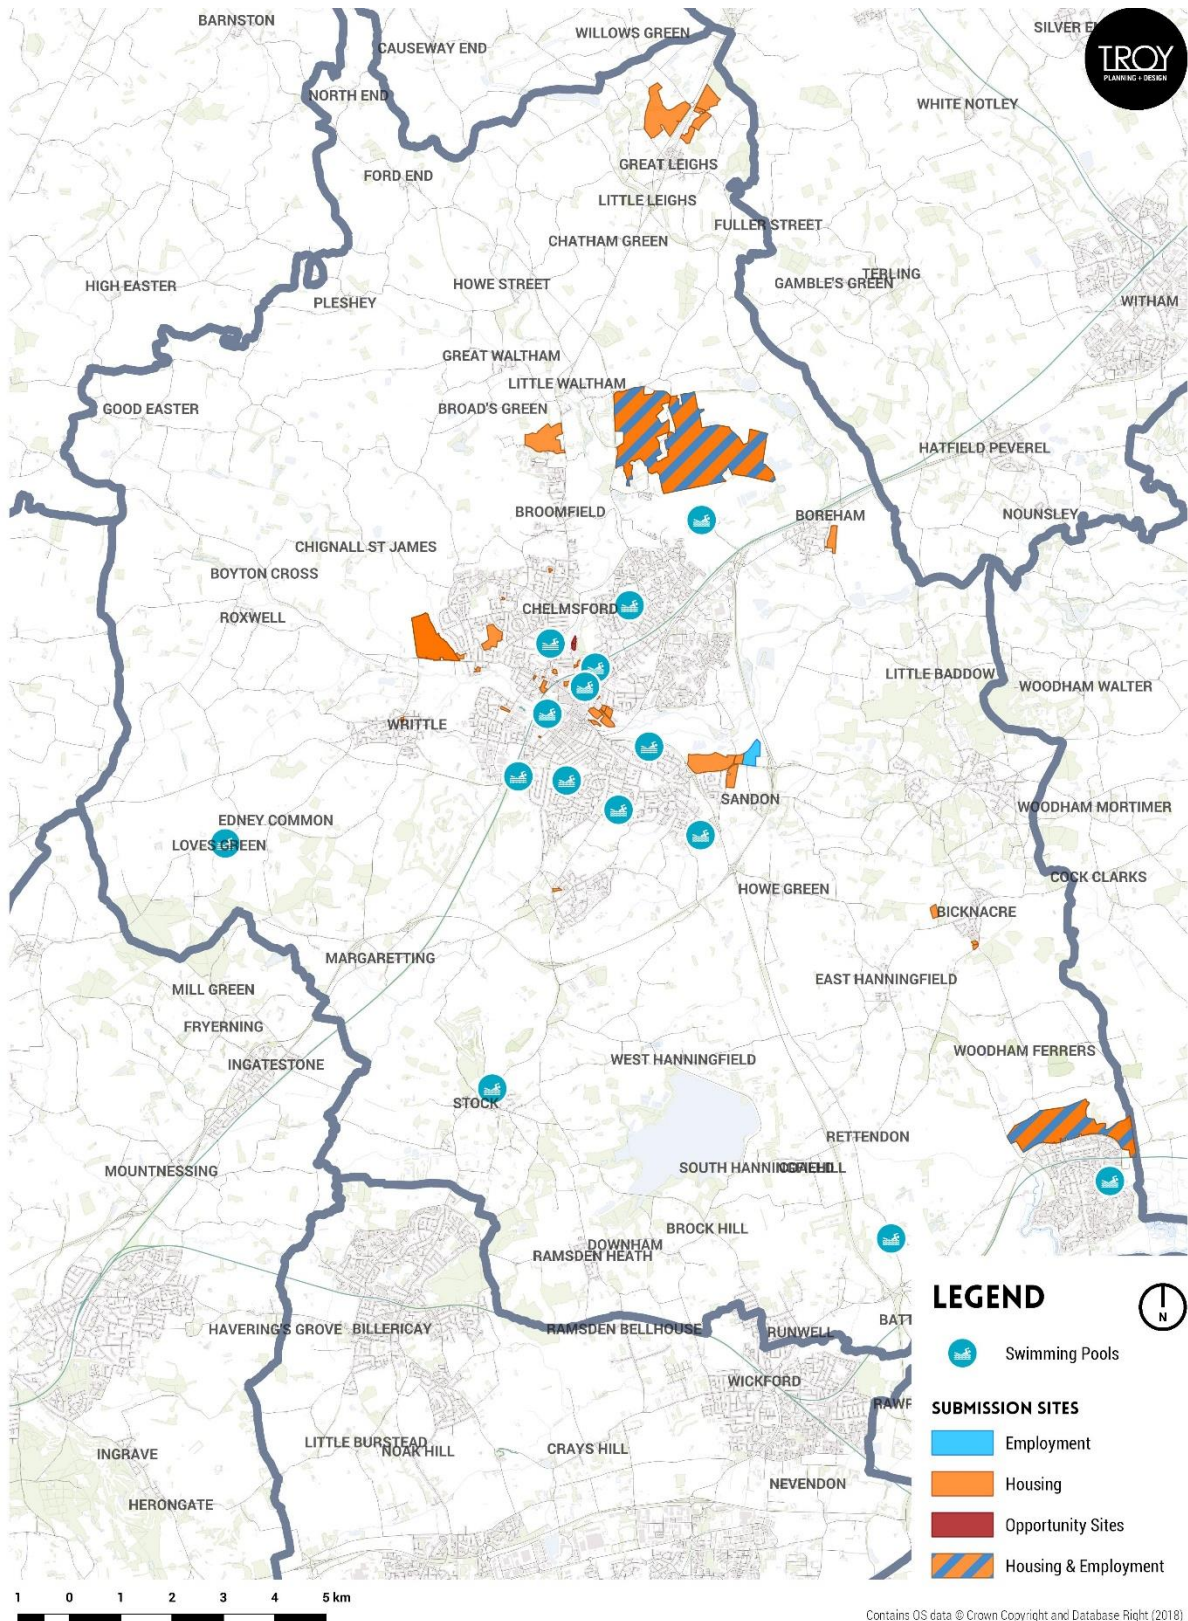 BARNSTON
WILLOWS GREEN
SILVER E
CAUSEWAY END
TROY
PLANNING + DESIGN
NORTH END
WHITE NOTLEY
GREAT LEIGHS
FORD END
LITTLE LEIGHS
FULLER STREET
CHATHAM GREEN
TERLING
HIGH EASTER
HOWE STREET
GAMBLE'S GREEN
PLESHEY
WITHAM
GREAT WALTHAM
LITTLE WALTHAM
GOOD EASTER
BROAD'S GREEN
HATFIELD PEVEREL
BROOMFIELD
BOREHAM
NOUNSLEY
CHIGNALL ST JAMES
BOYTON CROSS
CHELMSFORD
ROXWELL
LITTLE BADDOW
WOODHAM WALTER
WRITTLE
SANDON
WOODHAM MORTIMER
EDNEY COMMON
LOVES GREEN
COCK CLARKS
HOWE GREEN
BICKNACRE
MARGARETTING
EAST HANNINGFIELD
MILL GREEN
FRYERNING
WOODHAM FERRERS
WEST HANNINGFIELD
INGATESTONE
STOCK
RETTENDON
MOUNTNESSING
SOUTH HANNINGFIELD
BROCK HILL
DOWNHAM
RAMSDEN HEATH
LEGEND
N
BATT
HAVERING'S GROVE
BILLERICAY
RAMSDEN BELLHOUSE
RUNWELL
Swimming Pools
WICKFORD
RAWR
SUBMISSION SITES
Employment
LITTLE BURSTEAD
NOAK HILL
CRAYS HILL
INGRAVE
NEVENDON
Housing
HERONGATE
Opportunity Sites
Housing & Employment
1 0 1 2 3 4 5 km
Contains OS data © Crown Copyright and Database Right (2018)